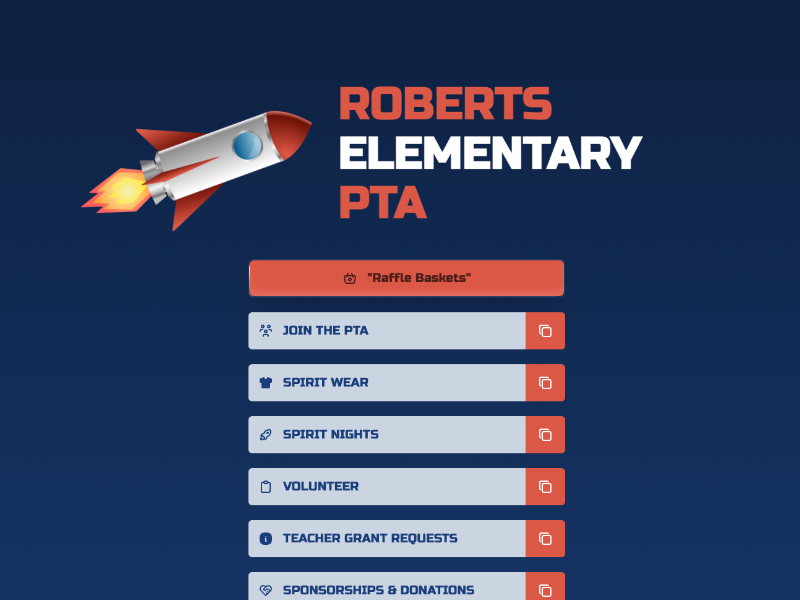 ROBERTS
ELEMENTARY
PTA
"Raffle Baskets"
JOIN THE PTA
SPIRIT WEAR
SPIRIT NIGHTS
VOLUNTEER
TEACHER GRANT REQUESTS
SPONSORSHIPS & DONATIONS